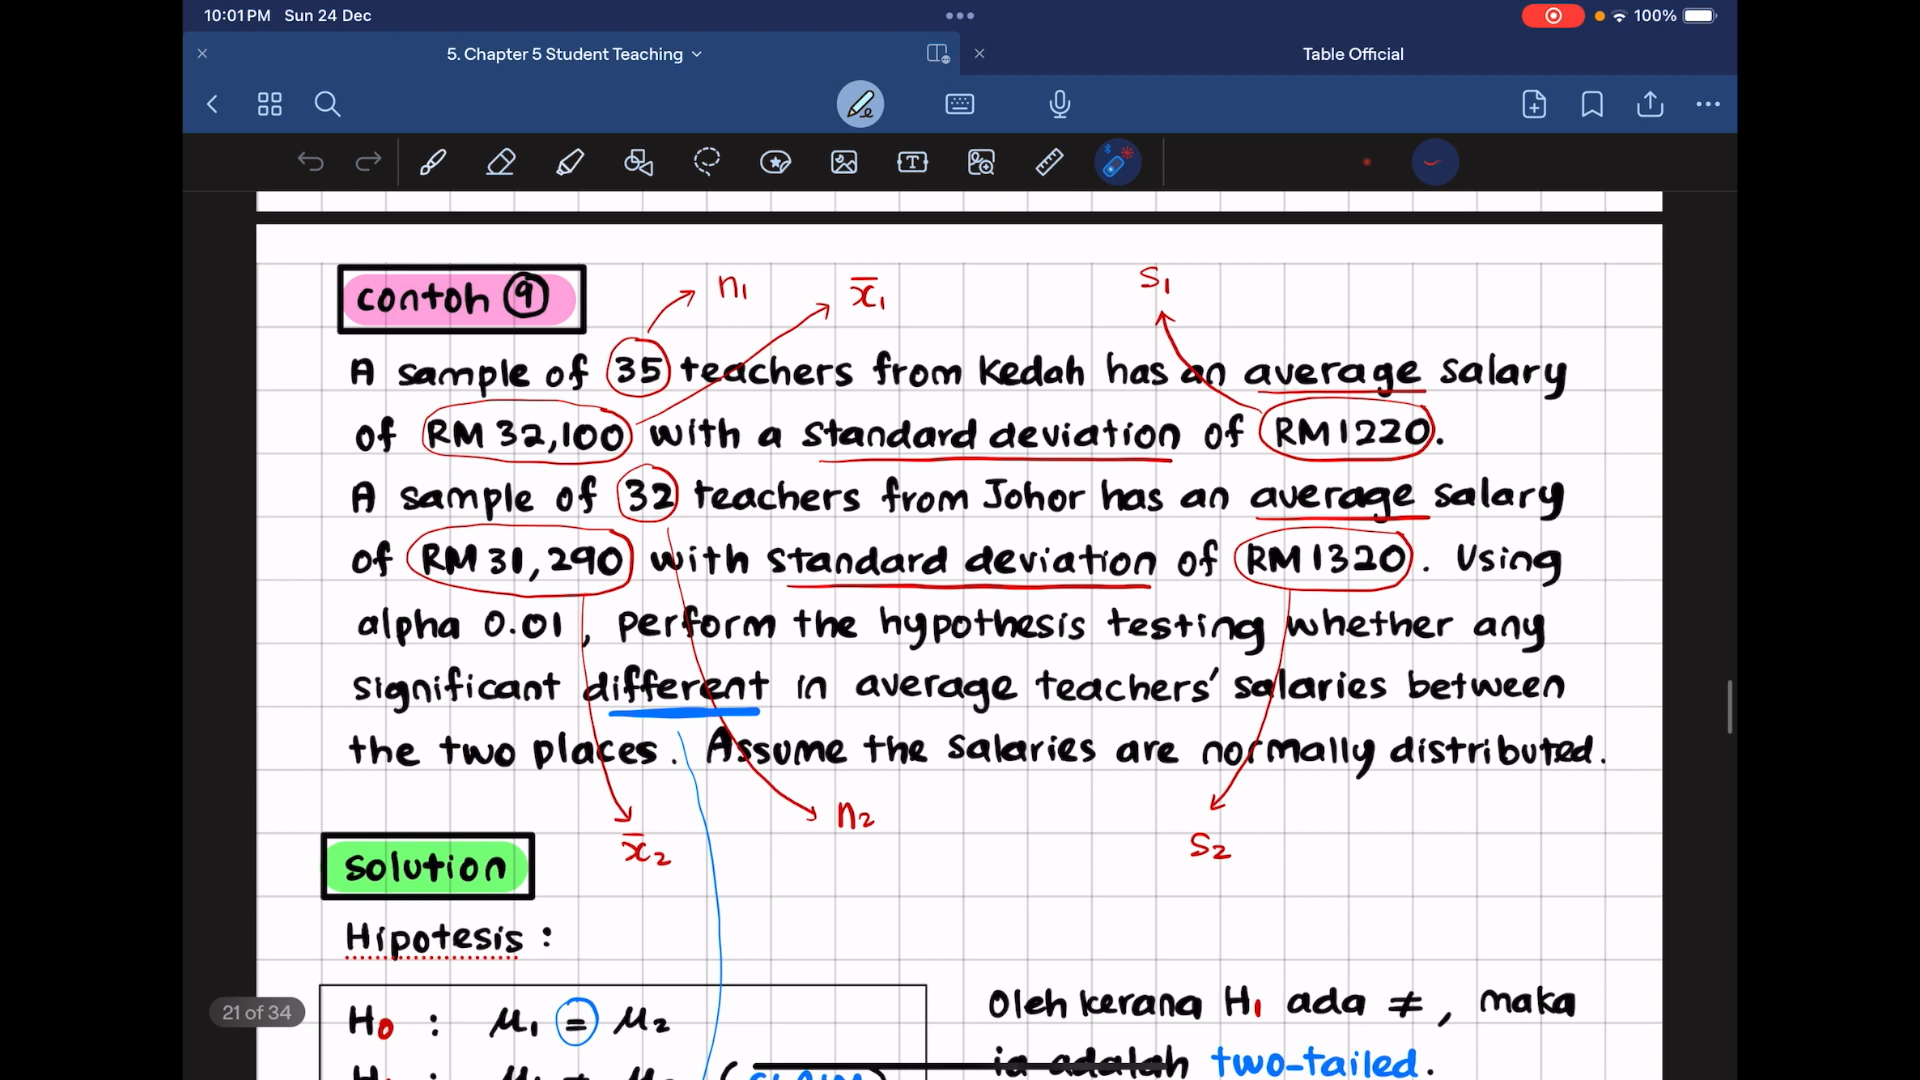 10:01 PM Sun 24 Dec
100%
5. Chapter 5 Student Teaching
Table Official
contoh 9
n1
x̄1
S1
A sample of 35 teachers from Kedah has an average salary
of RM 32,100 with a standard deviation of RM1220.
A sample of 32 teachers from Johor has an average salary
of RM 31,290 with standard deviation of RM 1320. Using
alpha 0.01, perform the hypothesis testing whether any
significant different in average teachers' salaries between
the two places. Assume the salaries are normally distributed.
x̄2
n2
S2
solution
Hipotesis :
21 of 34
H0 : μ1 = μ2
Oleh kerana H1 ada ≠, maka
ia adalah two-tailed.